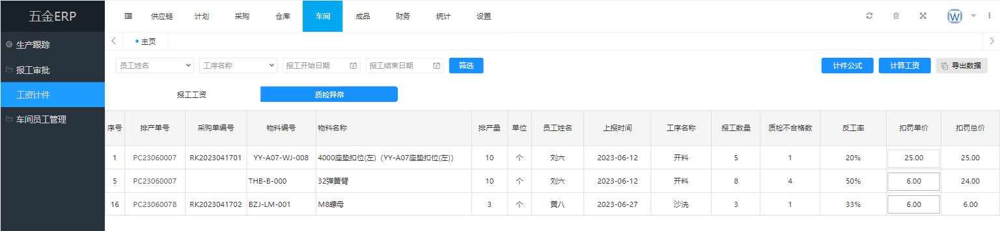 五金ERP
供应链 计划 采购 仓库 车间 成品 财务 统计 设置
W
生产跟踪
报工审批
工资计件
车间员工管理
主页
员工姓名 工序名称 报工开始日期 报工结束日期 筛选 计件公式 计算工资 导出数据
报工工资 质检异常
序号 排产单号 采购单编号 物料编号 物料名称 排产量 单位 员工姓名 上报时间 工序名称 报工数量 质检不合格数 反工率 扣罚单价 扣罚总价
1 PC23060007 RK2023041701 YY-A07-WJ-008 4000座垫扣位(左)（YY-A07座垫扣位(左)） 10 个 刘六 2023-06-12 开料 5 1 20% 25.00 25.00
5 PC23060007 THB-B-000 32弹簧臂 10 个 刘六 2023-06-12 开料 8 4 50% 6.00 24.00
16 PC23060078 RK2023041702 BZJ-LM-001 M8螺母 3 个 黄八 2023-06-27 沙洗 3 1 33% 6.00 6.00